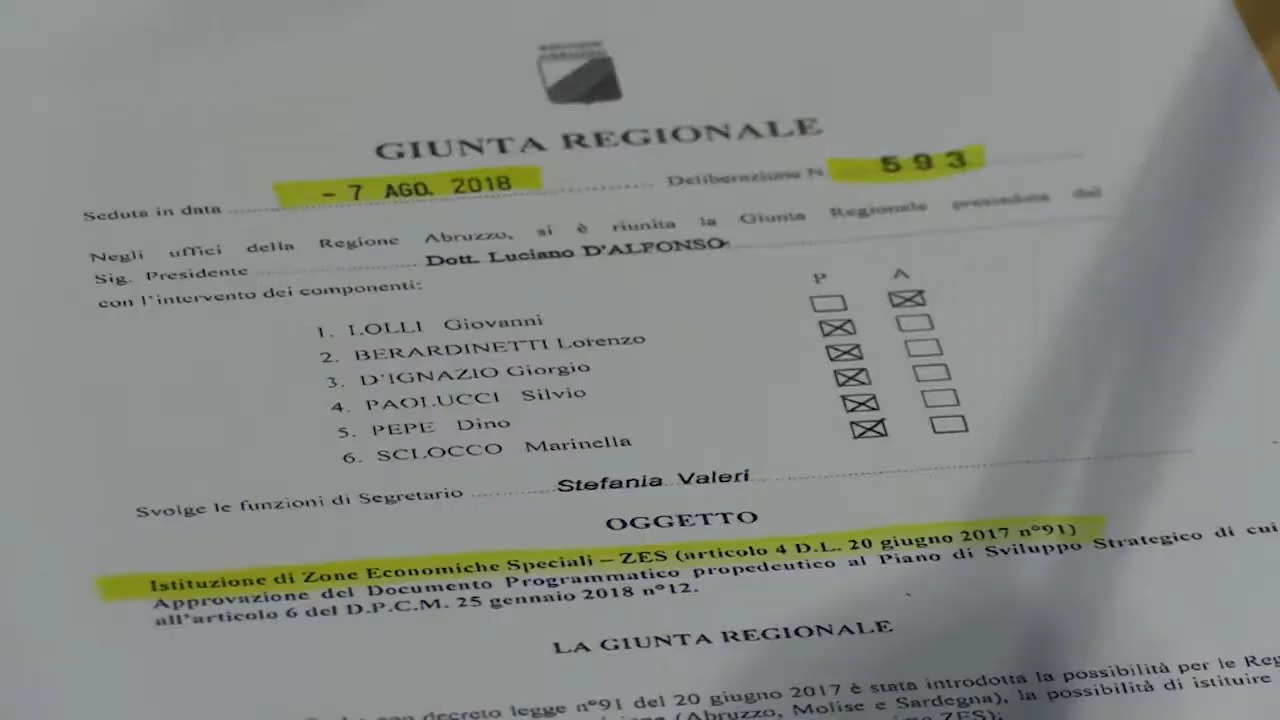 GIUNTA REGIONALE
Seduta in data - 7 AGO. 2018 Deliberazione N. 593
Negli uffici della Regione Abruzzo, si è riunita la Giunta Regionale presieduta dal
Sig. Presidente Dott. Luciano D'ALFONSO
con l'intervento dei componenti:
P A
1. LOLLI Giovanni
2. BERARDINETTI Lorenzo
3. D'IGNAZIO Giorgio
4. PAOLUCCI Silvio
5. PEPE Dino
6. SCLOCCO Marinella
Svolge le funzioni di Segretario Stefania Valeri
OGGETTO
Istituzione di Zone Economiche Speciali – ZES (articolo 4 D.L. 20 giugno 2017 n°91)
Approvazione del Documento Programmatico propedeutico al Piano di Sviluppo Strategico di cui
all'articolo 6 del D.P.C.M. 25 gennaio 2018 n°12.
LA GIUNTA REGIONALE
con decreto legge n°91 del 20 giugno 2017 è stata introdotta la possibilità per le Reg
(Abruzzo, Molise e Sardegna), la possibilità di istituire
ZES);